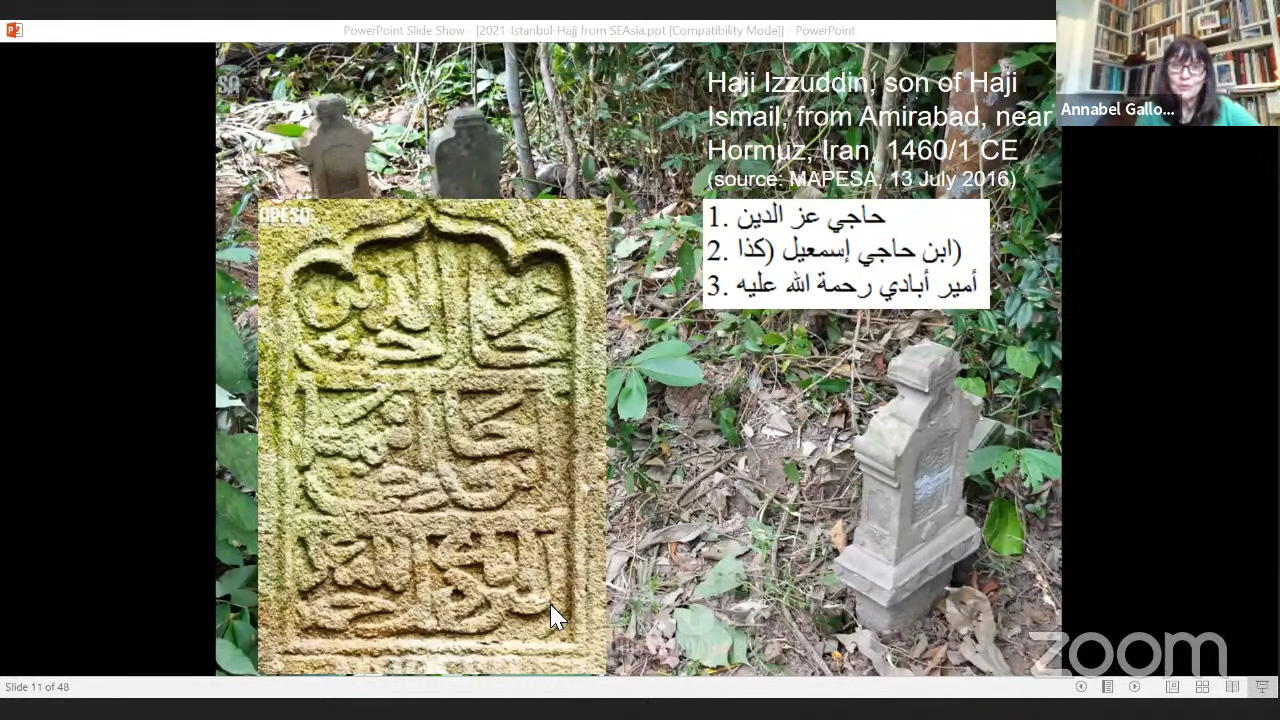 PowerPoint Slide Show - [2021-Istanbul-Hajj from SEAsia.ppt [Compatibility Mode]] - PowerPoint
Annabel Gallo...
Haji Izzuddin, son of Haji
Ismail, from Amirabad, near
Hormuz, Iran. 1460/1 CE
(source: MAPESA, 13 July 2016)
1. حاجي عز الدين
2. ابن حاجي إسمعيل (كذا)
3. أمير أبادي رحمة الله عليه
zoom
Slide 11 of 48